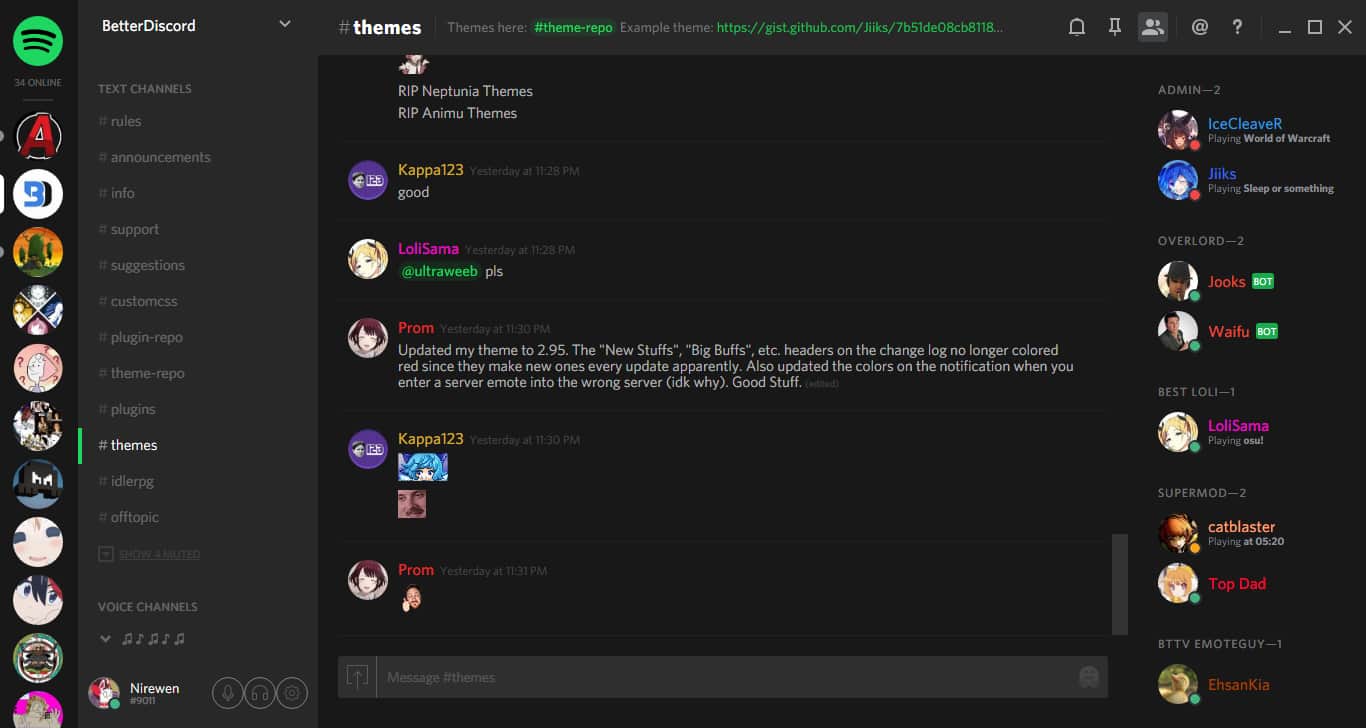 34 ONLINE
BetterDiscord
TEXT CHANNELS
# rules
# announcements
# info
# support
# suggestions
# customcss
# plugin-repo
# theme-repo
# plugins
# themes
# idlerpg
# offtopic
SHOW 4 MUTED
VOICE CHANNELS
♫♪♫♪♫
Nirewen
#9011
#themes
Themes here: #theme-repo Example theme: https://gist.github.com/Jiiks/7b51de08cb8118...
RIP Neptunia Themes
RIP Animu Themes
Kappa123 Yesterday at 11:28 PM
good
LoliSama Yesterday at 11:28 PM
@ultraweeb pls
Prom Yesterday at 11:30 PM
Updated my theme to 2.95. The "New Stuffs", "Big Buffs", etc. headers on the change log no longer colored
red since they make new ones every update apparently. Also updated the colors on the notification when you
enter a server emote into the wrong server (idk why). Good Stuff. (edited)
Kappa123 Yesterday at 11:30 PM
Prom Yesterday at 11:31 PM
Message #themes
ADMIN—2
IceCleaveR
Playing World of Warcraft
Jiiks
Playing Sleep or something
OVERLORD—2
Jooks BOT
Waifu BOT
BEST LOLI—1
LoliSama
Playing osu!
SUPERMOD—2
catblaster
Playing at 05:20
Top Dad
BTTV EMOTEGUY—1
EhsanKia